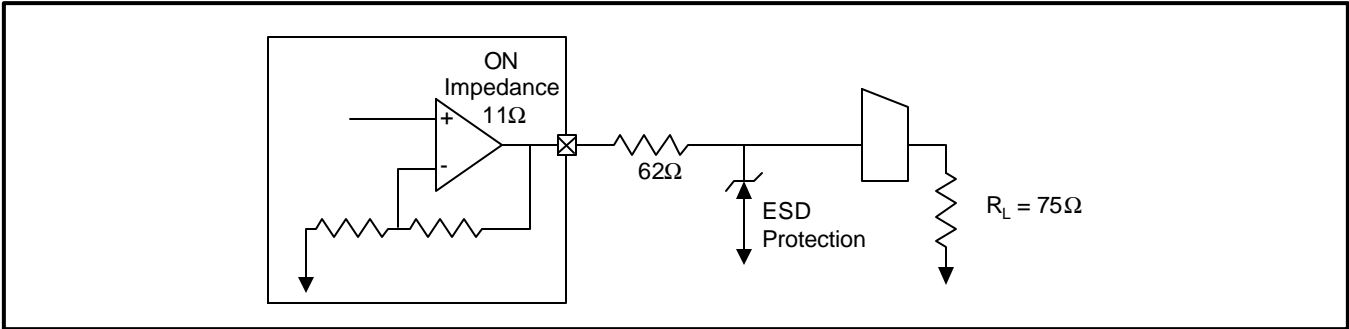 ON
Impedance
11Ω
+
-
62Ω
ESD
Protection
R_L = 75Ω